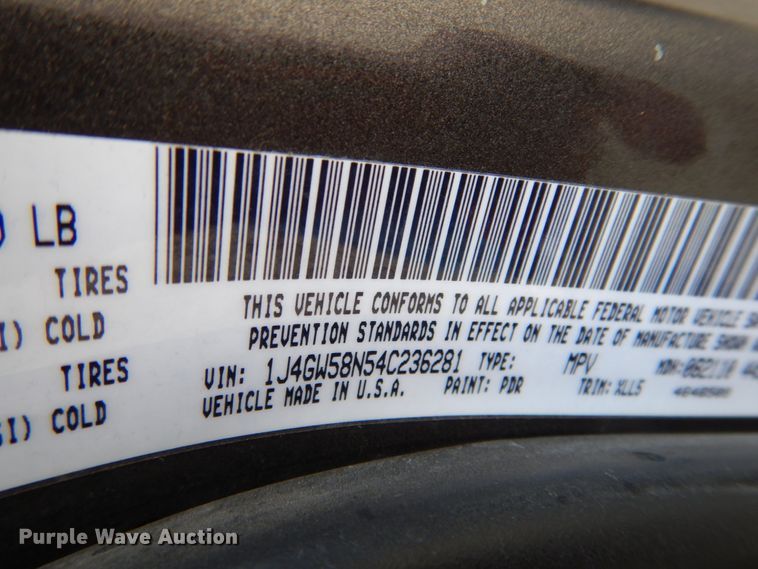 ) LB
TIRES
I) COLD
TIRES
SI) COLD
THIS VEHICLE CONFORMS TO ALL APPLICABLE FEDERAL MOTOR VEHICLE
PREVENTION STANDARDS IN EFFECT ON THE DATE OF MANUFACTURE SHOWN
VIN: 1J4GW58N54C236281 TYPE: MPV MDH:
VEHICLE MADE IN U.S.A. PAINT: PDR TRIM: XLL5
Purple Wave Auction